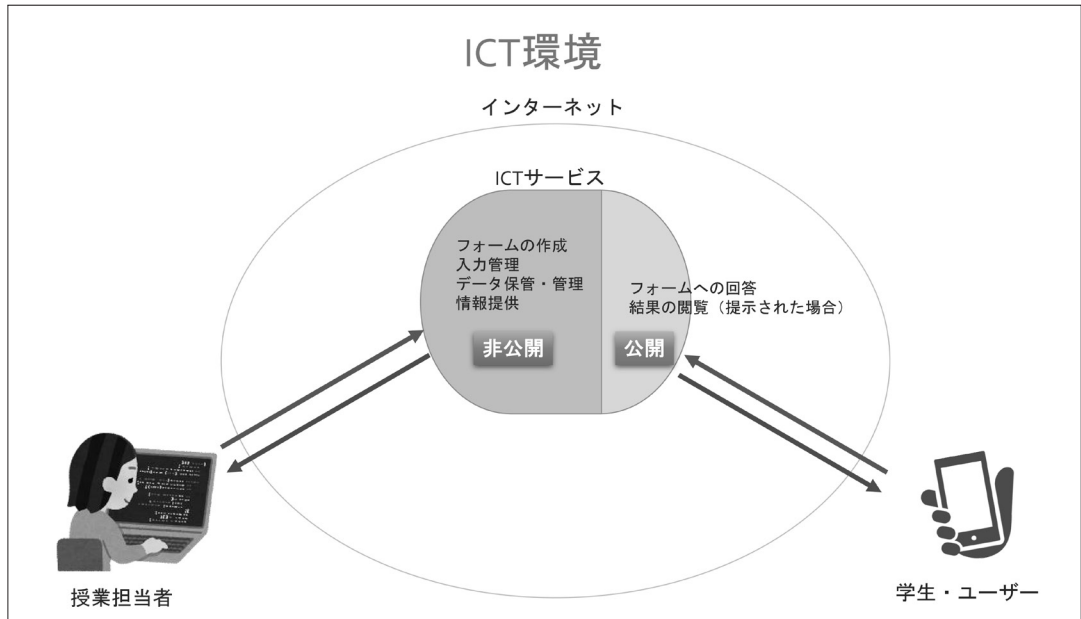 ICT環境
インターネット
ICTサービス
フォームの作成
入力管理
データ保管・管理
情報提供
非公開
フォームへの回答
結果の閲覧（提示された場合）
公開
授業担当者
学生・ユーザー